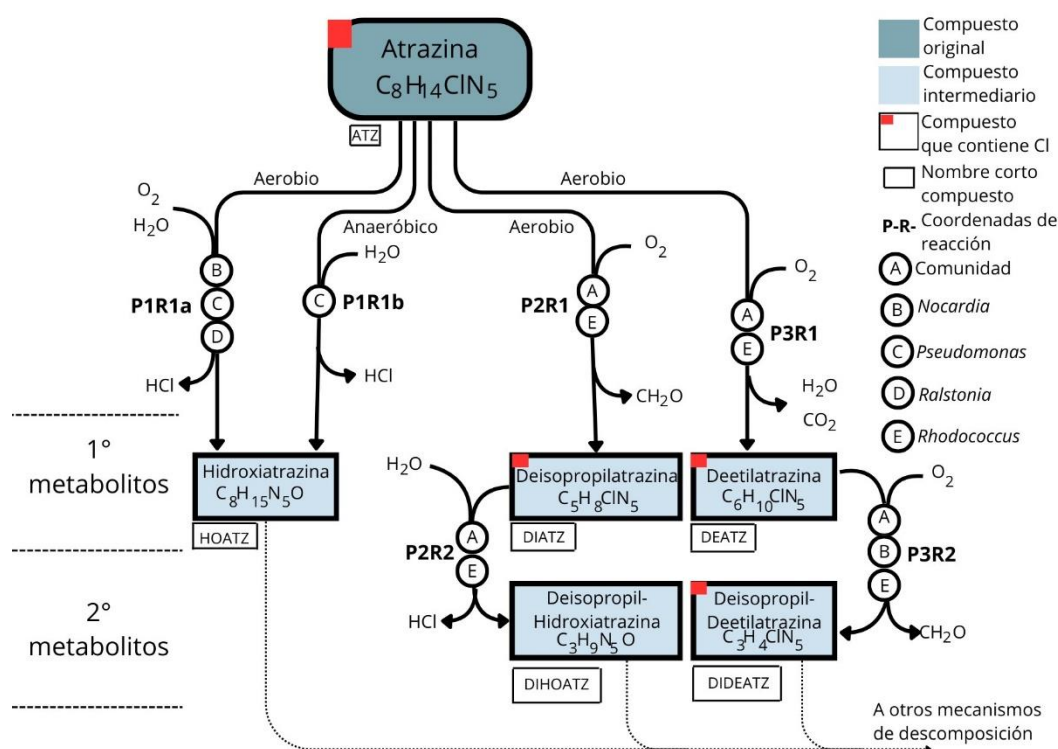 Atrazina
C₈H₁₄ClN₅
ATZ
Compuesto
original
Compuesto
intermediario
Compuesto
que contiene Cl
Nombre corto
compuesto
P-R- Coordenadas de
reacción
A Comunidad
B Nocardia
C Pseudomonas
D Ralstonia
E Rhodococcus
Aerobio
O₂
H₂O
B
C
D
P1R1a
HCl
Anaeróbico
H₂O
C
P1R1b
HCl
Aerobio
O₂
A
E
P2R1
CH₂O
Aerobio
O₂
A
E
P3R1
H₂O
CO₂
1°
metabolitos
Hidroxiatrazina
C₈H₁₅N₅O
HOATZ
Deisopropilatrazina
C₅H₈ClN₅
DIATZ
Deetilatrazina
C₆H₁₀ClN₅
DEATZ
H₂O
A
E
P2R2
HCl
O₂
A
B
E
P3R2
CH₂O
2°
metabolitos
Deisopropil-
Hidroxiatrazina
C₃H₉N₅O
DIHOATZ
Deisopropil-
Deetilatrazina
C₃H₄ClN₅
DIDEATZ
A otros mecanismos
de descomposición